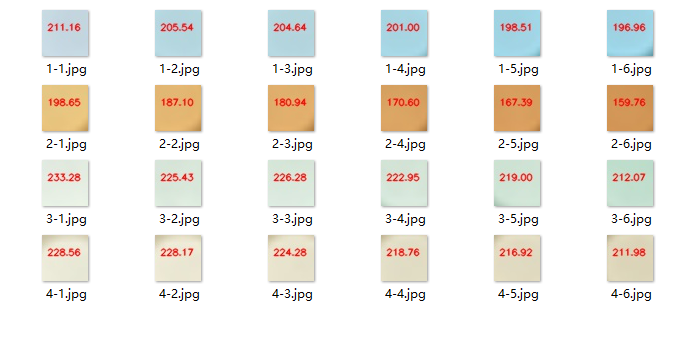 211.16 205.54 204.64 201.00 198.51 196.96
1-1.jpg 1-2.jpg 1-3.jpg 1-4.jpg 1-5.jpg 1-6.jpg
198.65 187.10 180.94 170.60 167.39 159.76
2-1.jpg 2-2.jpg 2-3.jpg 2-4.jpg 2-5.jpg 2-6.jpg
233.28 225.43 226.28 222.95 219.00 212.07
3-1.jpg 3-2.jpg 3-3.jpg 3-4.jpg 3-5.jpg 3-6.jpg
228.56 228.17 224.28 218.76 216.92 211.98
4-1.jpg 4-2.jpg 4-3.jpg 4-4.jpg 4-5.jpg 4-6.jpg